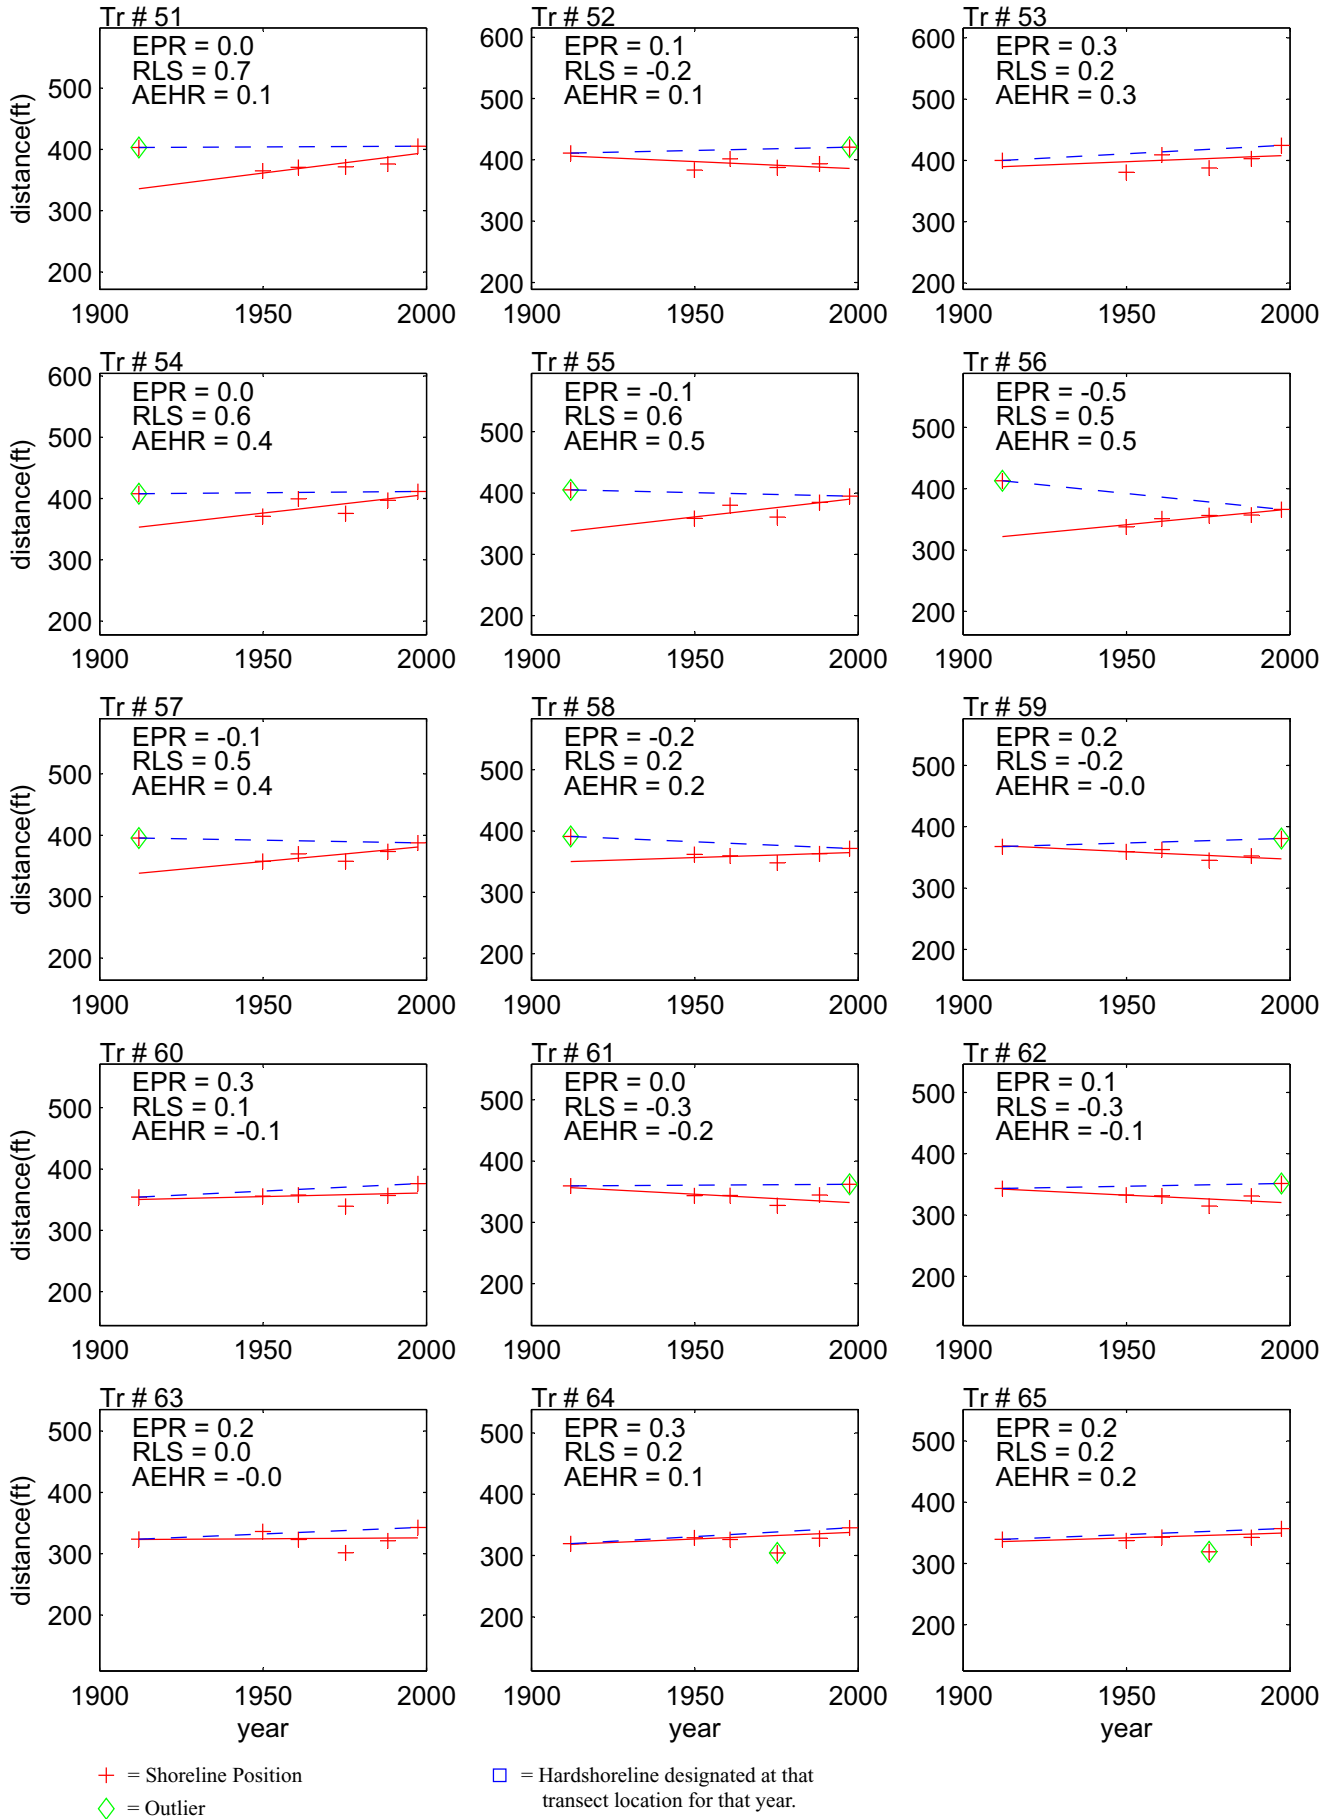 Tr # 51
EPR = 0.0
RLS = 0.7
AEHR = 0.1
500
400
300
200
distance(ft)
1900 1950 2000
Tr # 52
EPR = 0.1
RLS = -0.2
AEHR = 0.1
600
500
400
300
200
1900 1950 2000
Tr # 53
EPR = 0.3
RLS = 0.2
AEHR = 0.3
600
500
400
300
200
1900 1950 2000
Tr # 54
EPR = 0.0
RLS = 0.6
AEHR = 0.4
600
500
400
300
200
distance(ft)
1900 1950 2000
Tr # 55
EPR = -0.1
RLS = 0.6
AEHR = 0.5
500
400
300
200
1900 1950 2000
Tr # 56
EPR = -0.5
RLS = 0.5
AEHR = 0.5
500
400
300
200
1900 1950 2000
Tr # 57
EPR = -0.1
RLS = 0.5
AEHR = 0.4
500
400
300
200
distance(ft)
1900 1950 2000
Tr # 58
EPR = -0.2
RLS = 0.2
AEHR = 0.2
500
400
300
200
1900 1950 2000
Tr # 59
EPR = 0.2
RLS = -0.2
AEHR = -0.0
500
400
300
200
1900 1950 2000
Tr # 60
EPR = 0.3
RLS = 0.1
AEHR = -0.1
500
400
300
200
distance(ft)
1900 1950 2000
Tr # 61
EPR = 0.0
RLS = -0.3
AEHR = -0.2
500
400
300
200
1900 1950 2000
Tr # 62
EPR = 0.1
RLS = -0.3
AEHR = -0.1
500
400
300
200
1900 1950 2000
Tr # 63
EPR = 0.2
RLS = 0.0
AEHR = -0.0
500
400
300
200
distance(ft)
1900 1950 2000
year
Tr # 64
EPR = 0.3
RLS = 0.2
AEHR = 0.1
500
400
300
200
1900 1950 2000
year
Tr # 65
EPR = 0.2
RLS = 0.2
AEHR = 0.2
500
400
300
200
1900 1950 2000
year
= Shoreline Position
= Outlier
= Hardshoreline designated at that
transect location for that year.